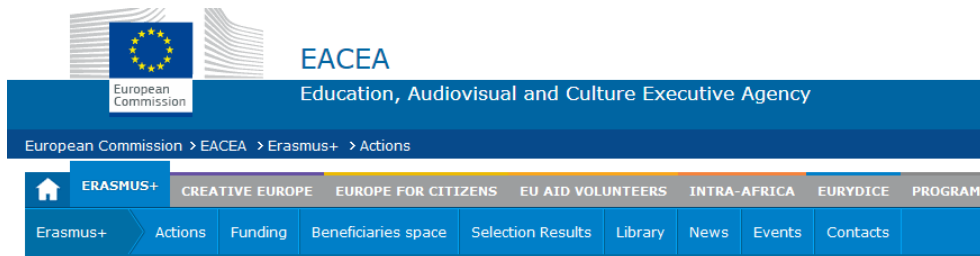 EACEA
European
Commission
Education, Audiovisual and Culture Executive Agency
European Commission > EACEA > Erasmus+ > Actions
ERASMUS+ CREATIVE EUROPE EUROPE FOR CITIZENS EU AID VOLUNTEERS INTRA-AFRICA EURYDICE PROGRAM
Erasmus+ Actions Funding Beneficiaries space Selection Results Library News Events Contacts